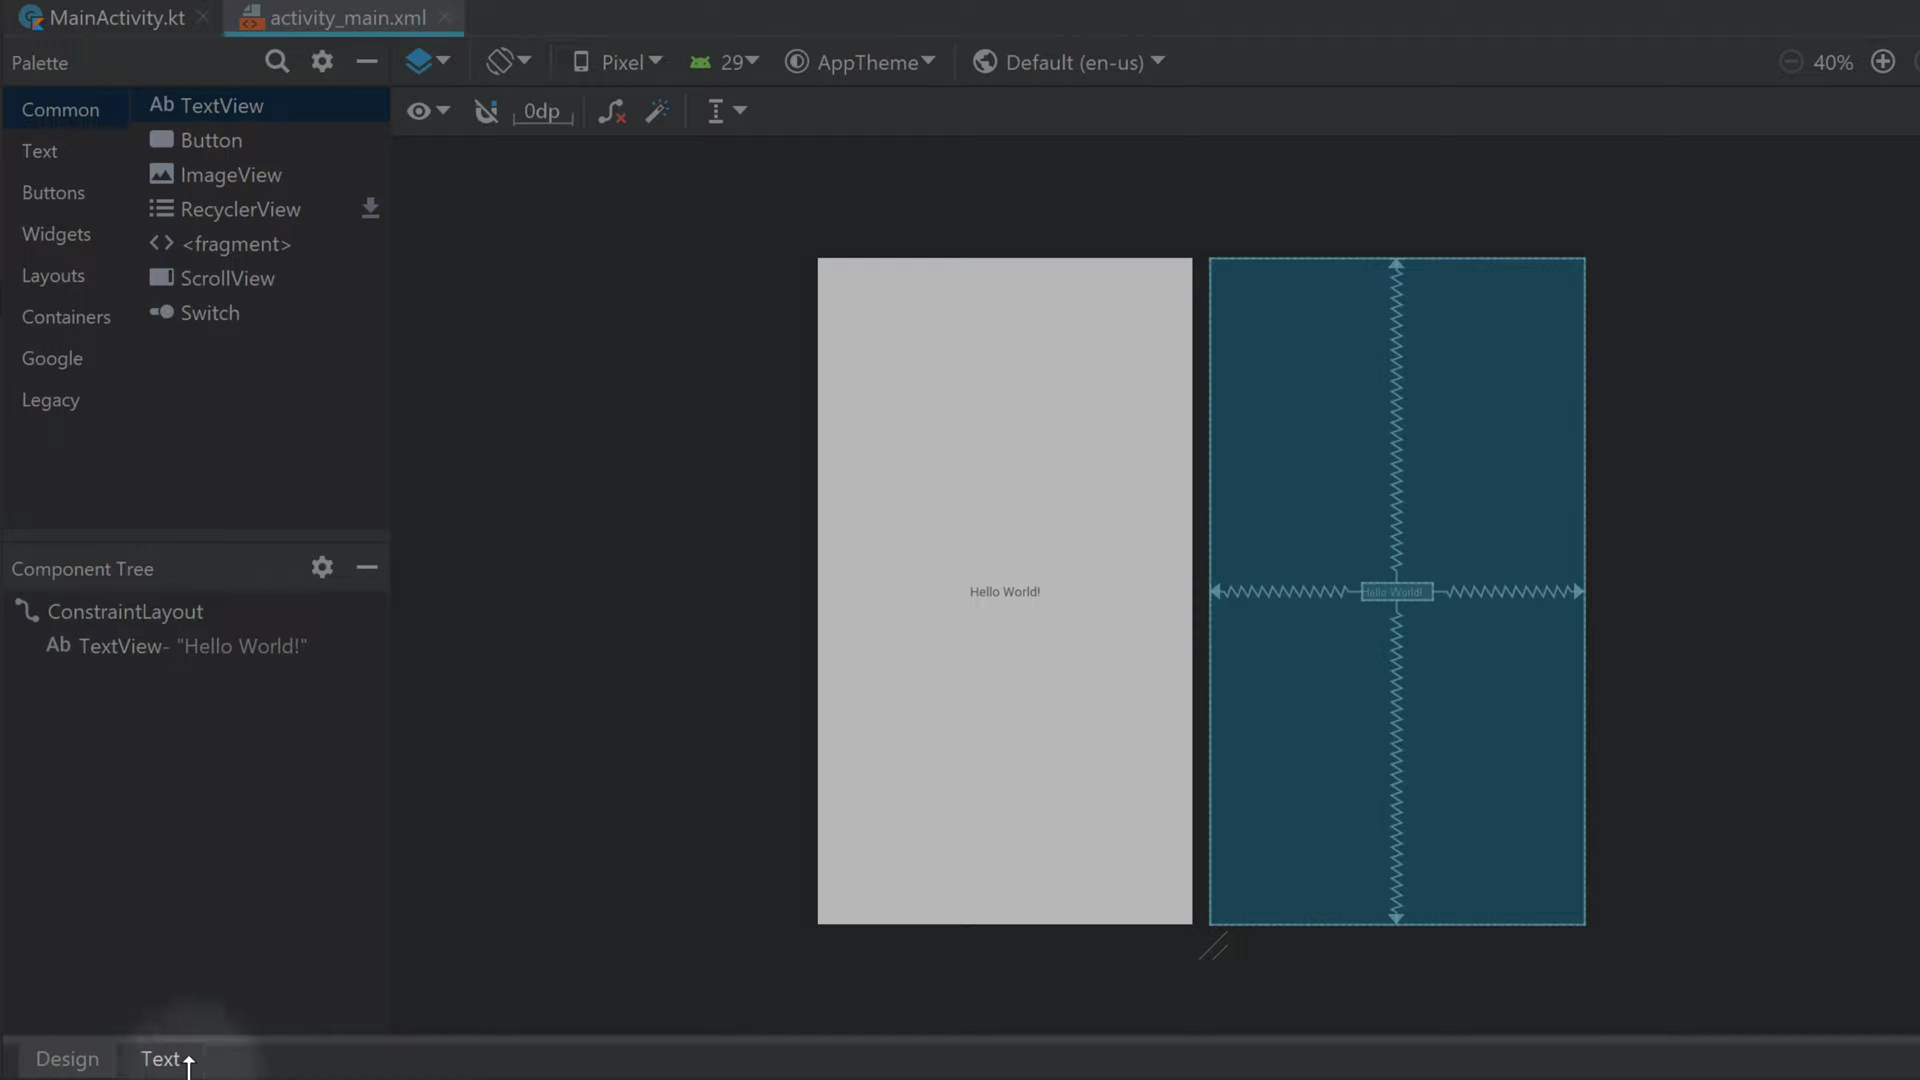 MainActivity.kt
activity_main.xml
Palette
Pixel
29
AppTheme
Default (en-us)
40%
0dp
Common
Text
Buttons
Widgets
Layouts
Containers
Google
Legacy
Ab TextView
Button
ImageView
RecyclerView
<fragment>
ScrollView
Switch
Component Tree
ConstraintLayout
Ab TextView- "Hello World!"
Hello World!
Hello World!
Design
Text